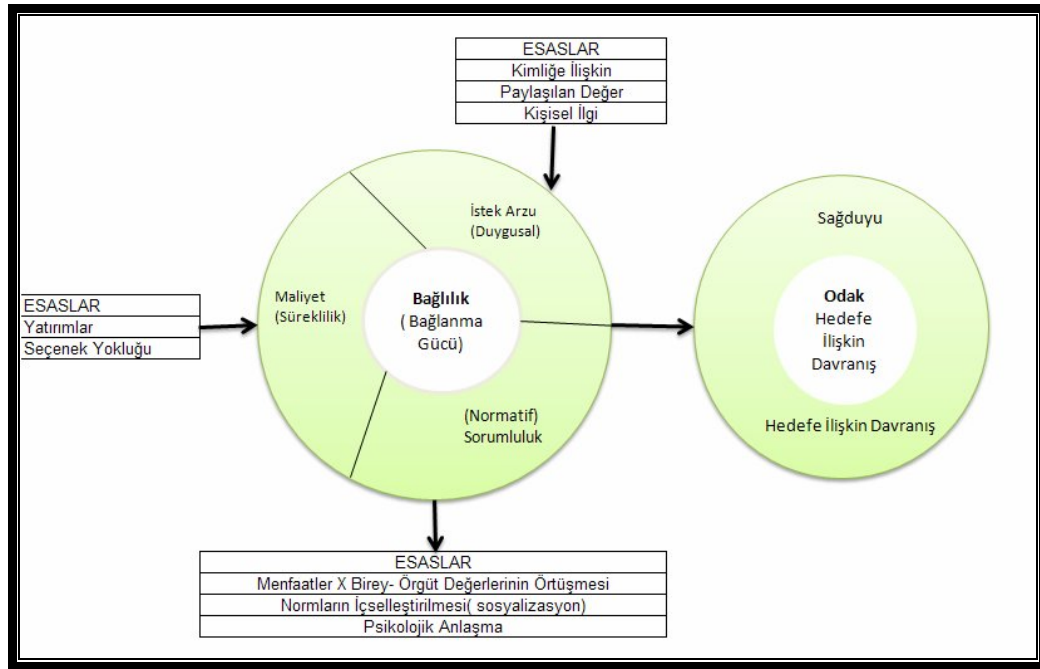 ESASLAR
Kimliğe İlişkin
Paylaşılan Değer
Kişisel İlgi
İstek Arzu
(Duygusal)
Maliyet
(Süreklilik)
Bağlılık
( Bağlanma
Gücü)
(Normatif)
Sorumluluk
ESASLAR
Yatırımlar
Seçenek Yokluğu
Sağduyu
Odak
Hedefe
İlişkin
Davranış
Hedefe İlişkin Davranış
ESASLAR
Menfaatler X Birey- Örgüt Değerlerinin Örtüşmesi
Normların İçselleştirilmesi( sosyalizasyon)
Psikolojik Anlaşma